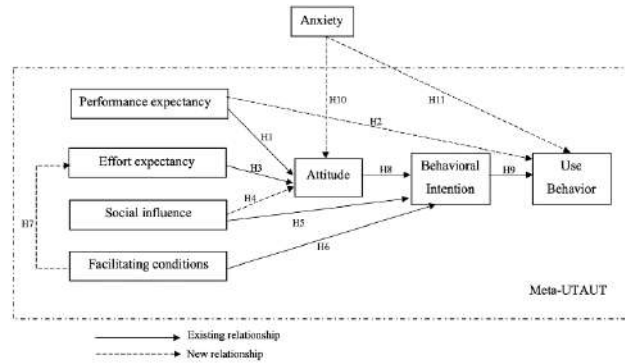 Anxiety
H10
H11
Performance expectancy
H2
H1
Effort expectancy
H3
Attitude
H8
Behavioral
Intention
H9
Use
Behavior
H4
Social influence
H5
H7
H6
Facilitating conditions
Meta-UTAUT
Existing relationship
New relationship